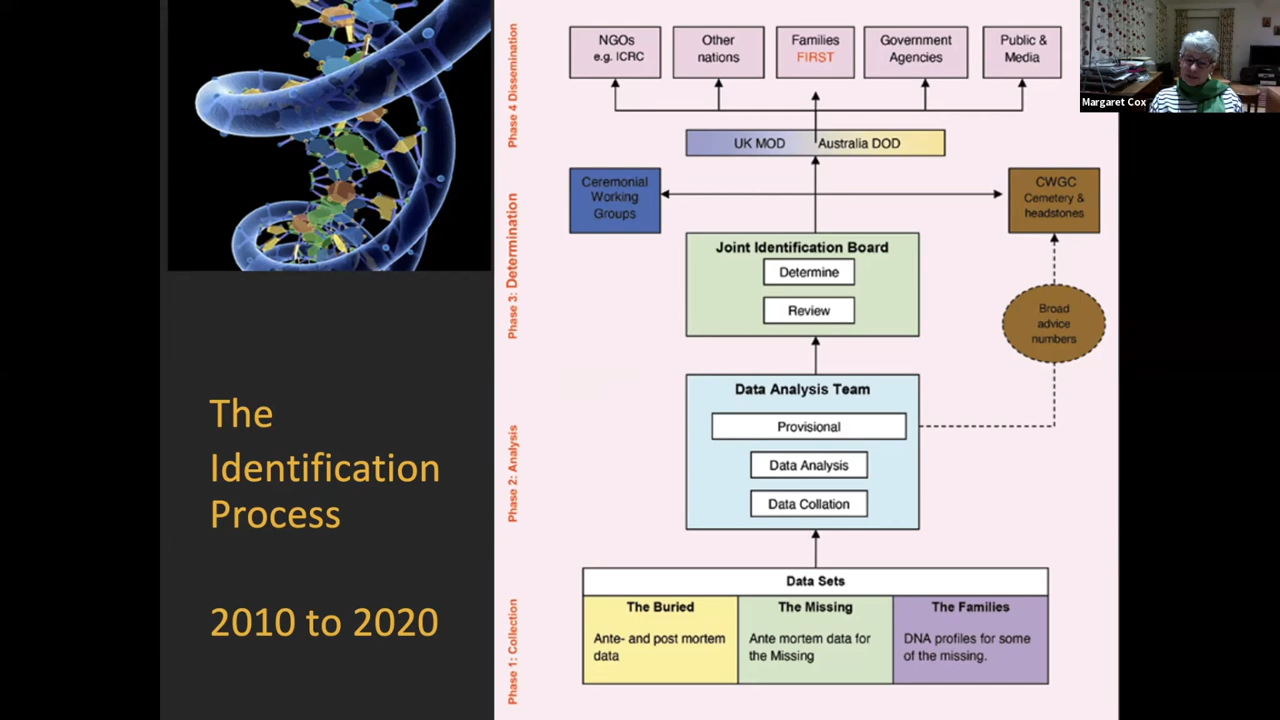 The
Identification
Process
2010 to 2020
Phase 4 Dissemination
NGOs
e.g. ICRC
Other
nations
Families
FIRST
Government
Agencies
Public &
Media
UK MOD
Australia DOD
Phase 3: Determination
Ceremonial
Working
Groups
CWGC
Cemetery &
headstones
Joint Identification Board
Determine
Review
Broad
advice
numbers
Phase 2: Analysis
Data Analysis Team
Provisional
Data Analysis
Data Collation
Phase 1: Collection
Data Sets
The Buried
Ante- and post mortem
data
The Missing
Ante mortem data for
the Missing
The Families
DNA profiles for some
of the missing.
Margaret Cox